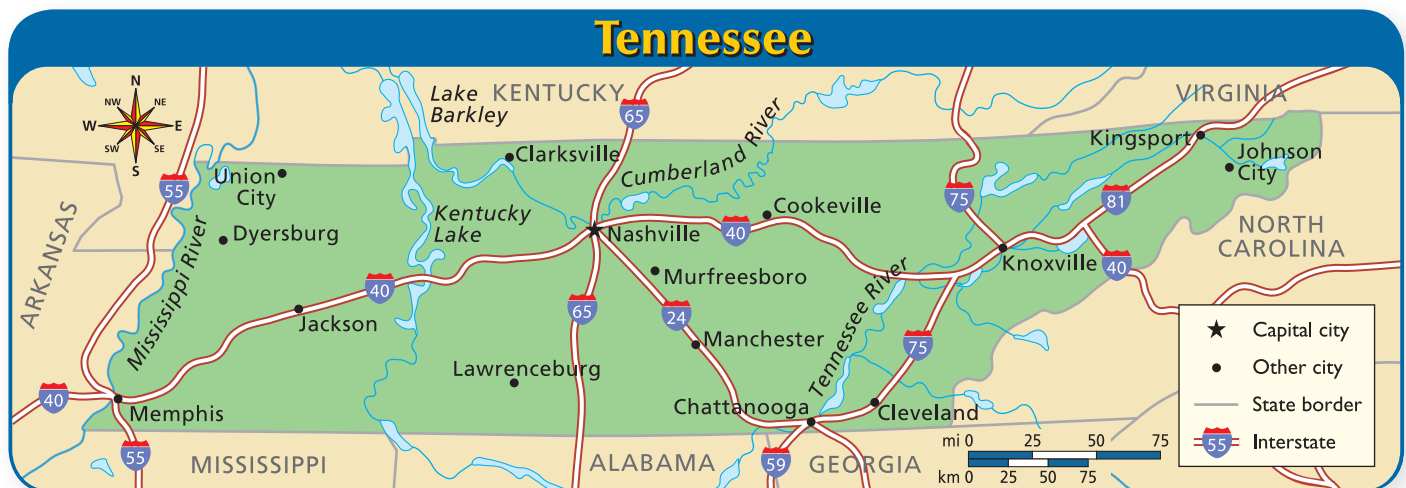 Tennessee
N
NW
NE
W
E
SW
SE
S
Lake
Barkley
KENTUCKY
65
VIRGINIA
Kingsport
Johnson
City
Clarksville
Cumberland River
Union
City
55
75
81
ARKANSAS
Mississippi River
Dyersburg
Kentucky
Lake
Nashville
40
Cookeville
NORTH
CAROLINA
Knoxville
40
Murfreesboro
40
Jackson
65
24
Tennessee River
Manchester
75
Lawrenceburg
40
Memphis
Chattanooga
Cleveland
55
MISSISSIPPI
ALABAMA
59
GEORGIA
mi 0 25 50 75
km 0 25 50 75
Capital city
Other city
State border
55 Interstate